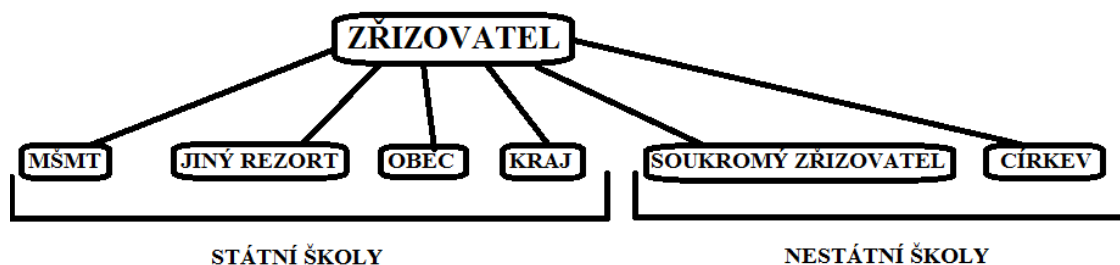 ZŘIZOVATEL
MŠMT
JINÝ REZORT
OBEC
KRAJ
SOUKROMÝ ZŘIZOVATEL
CÍRKEV
STÁTNÍ ŠKOLY
NESTÁTNÍ ŠKOLY